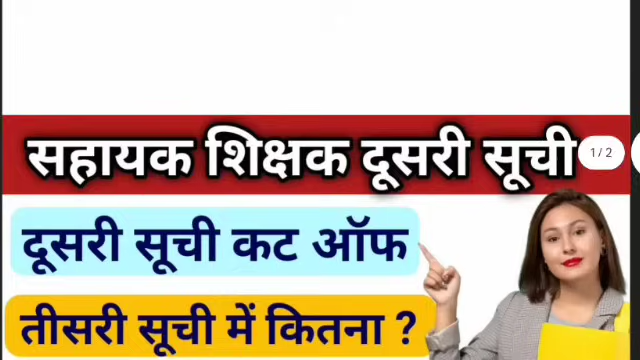 सहायक शिक्षक दूसरी सूची
1/2
दूसरी सूची कट ऑफ
तीसरी सूची में कितना ?